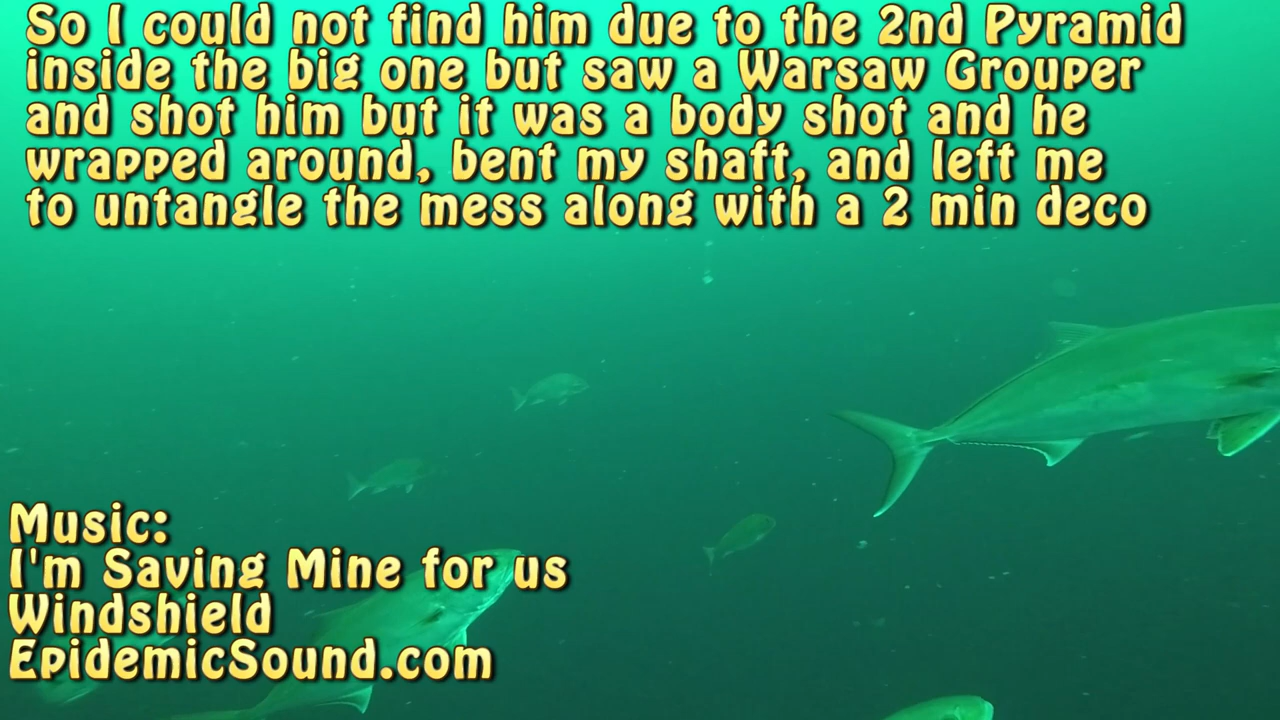 So I could not find him due to the 2nd Pyramid
inside the big one but saw a Warsaw Grouper
and shot him but it was a body shot and he
wrapped around, bent my shaft, and left me
to untangle the mess along with a 2 min deco
Music:
I'm Saving Mine for us
Windshield
EpidemicSound.com